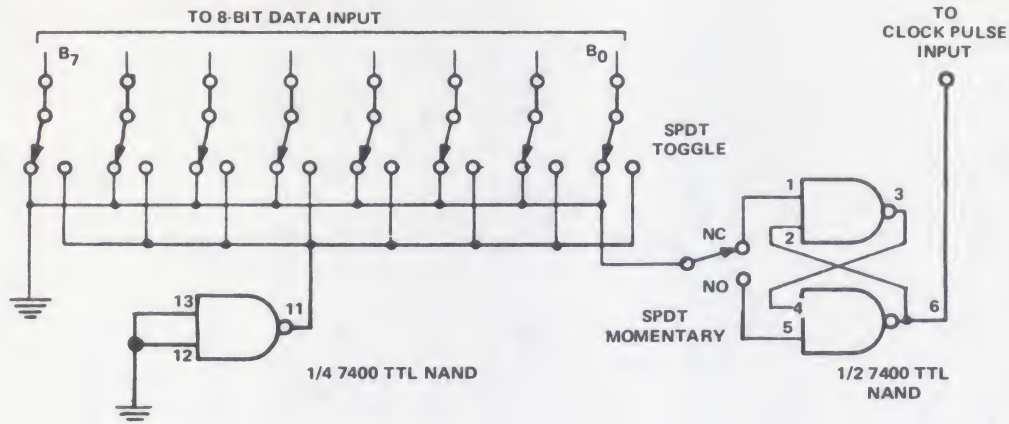 TO 8-BIT DATA INPUT
TO
CLOCK PULSE
INPUT
B7
B0
SPDT
TOGGLE
1
3
2
NC
NO
4
6
5
SPDT
MOMENTARY
13
11
12
1/4 7400 TTL NAND
1/2 7400 TTL
NAND